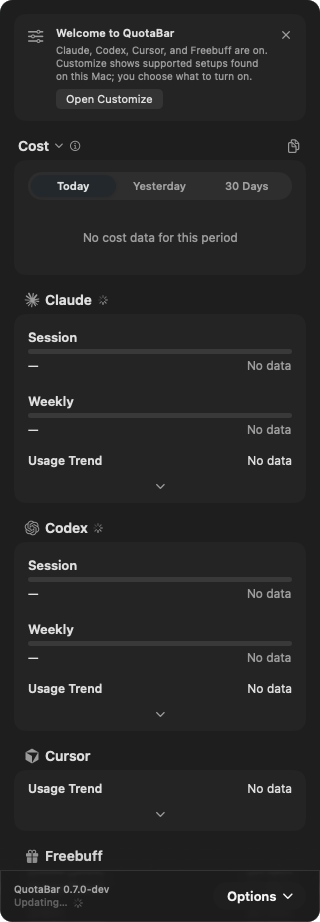 Welcome to QuotaBar
Claude, Codex, Cursor, and Freebuff are on.
Customize shows supported setups found
on this Mac; you choose what to turn on.
Open Customize
Cost
Today Yesterday 30 Days
No cost data for this period
Claude
Session
— No data
Weekly
— No data
Usage Trend No data
Codex
Session
— No data
Weekly
— No data
Usage Trend No data
Cursor
Usage Trend No data
Freebuff
QuotaBar 0.7.0-dev
Updating...
Options